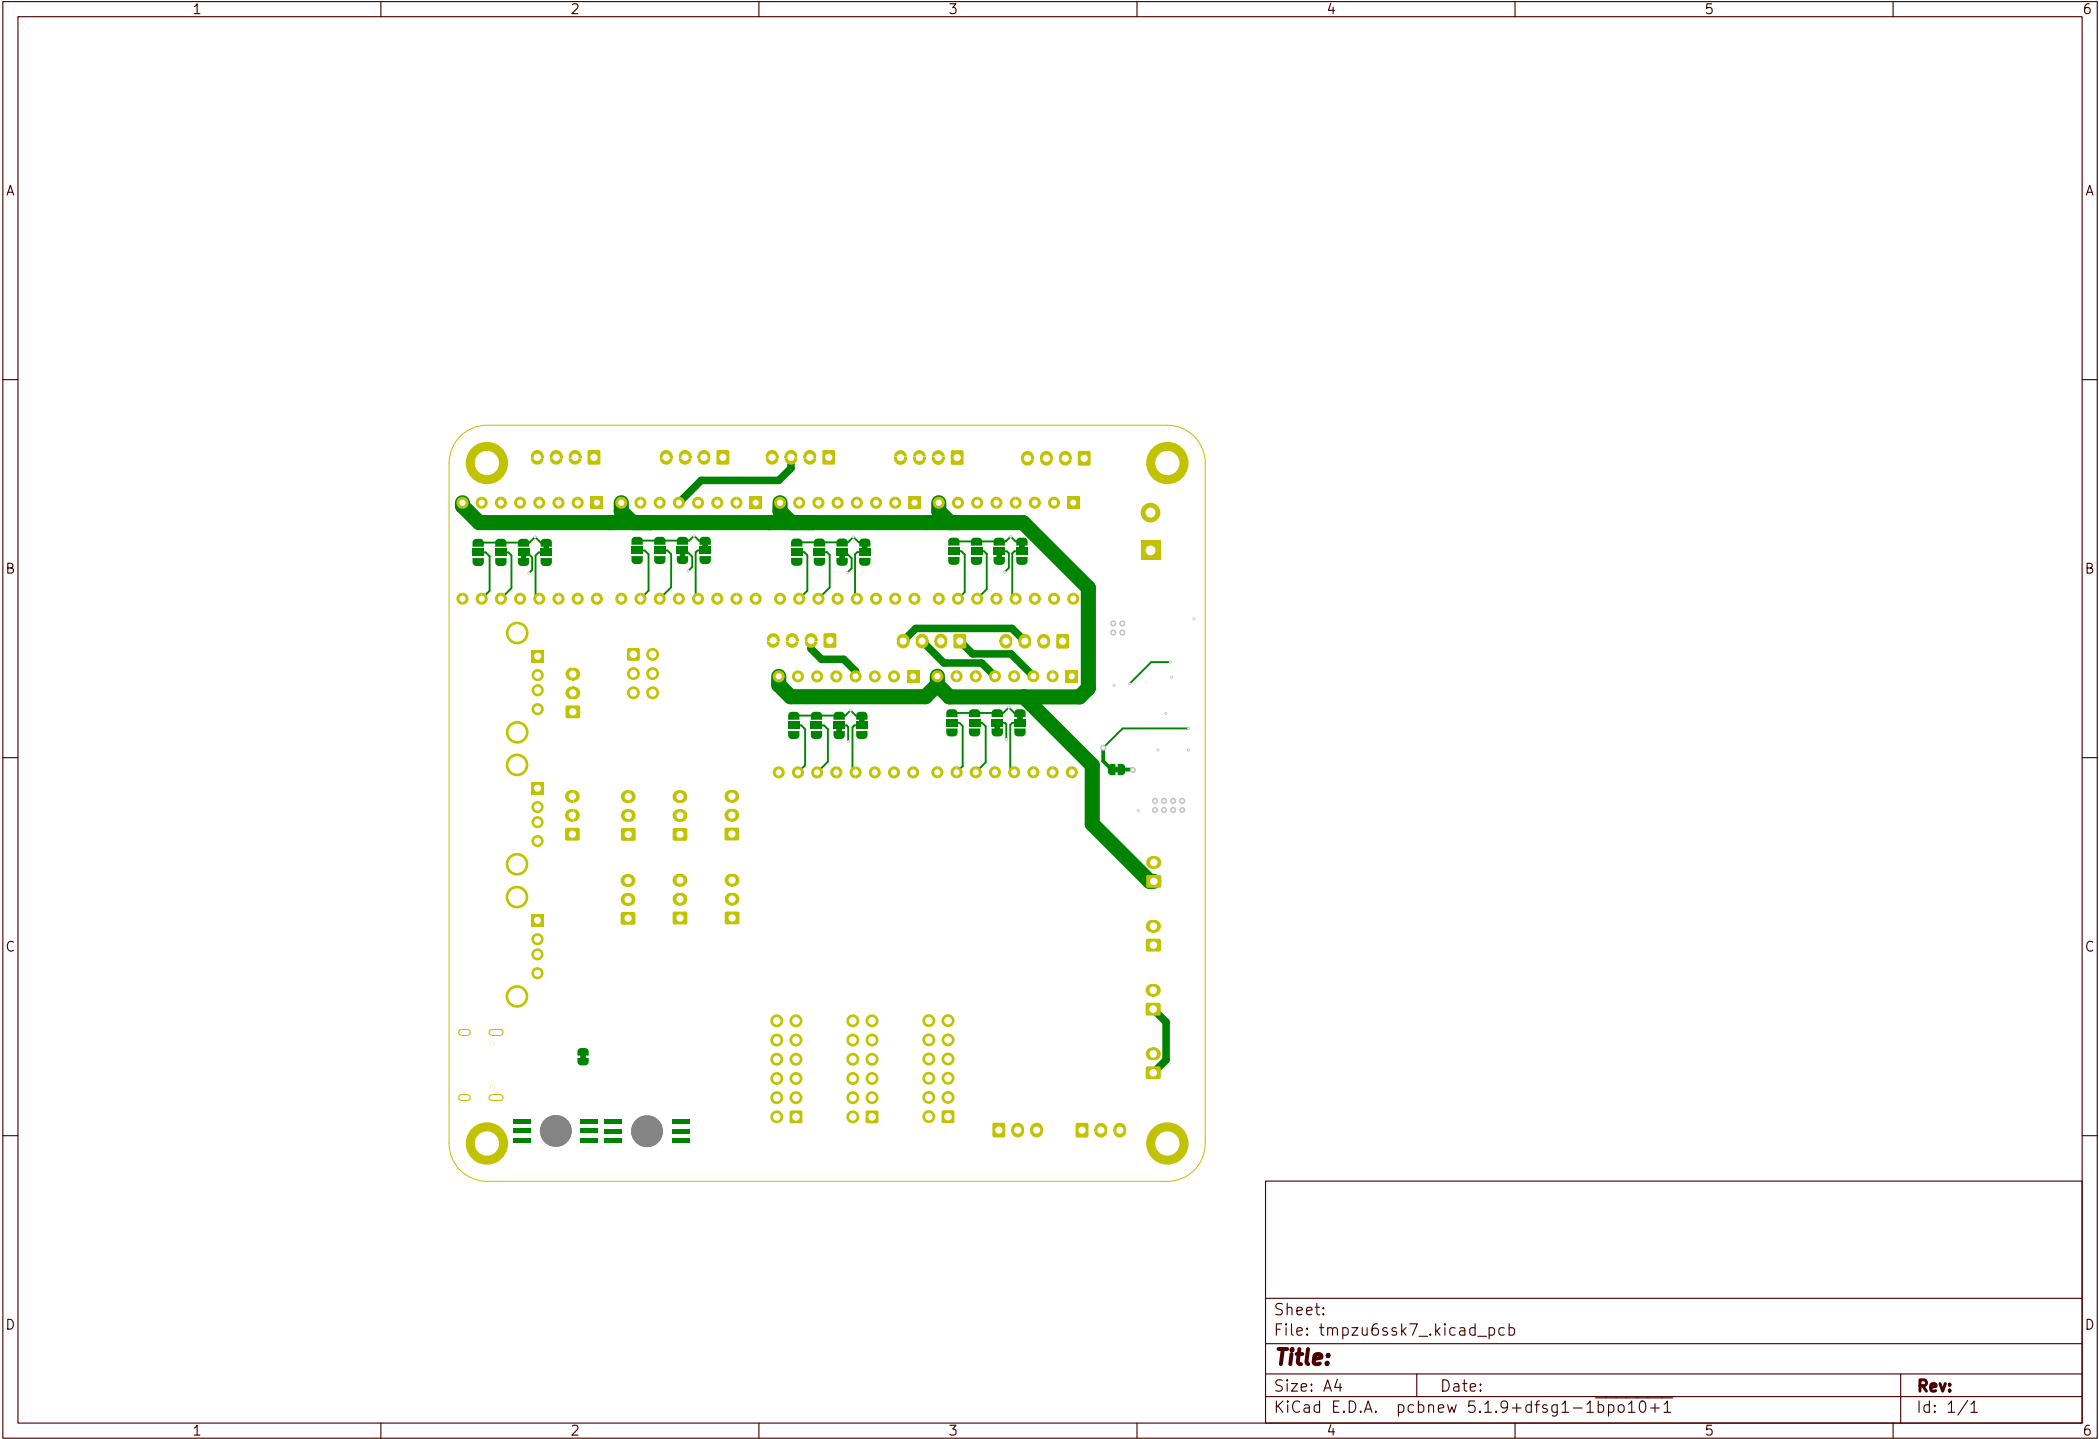 1 2 3 4 5 6
A A
B B
C C
D D
Sheet:
File: tmpzu6ssk7_.kicad_pcb
Title:
Size: A4 Date: Rev:
KiCad E.D.A. pcbnew 5.1.9+dfsg1-1bpo10+1 Id: 1/1
1 2 3 4 5 6